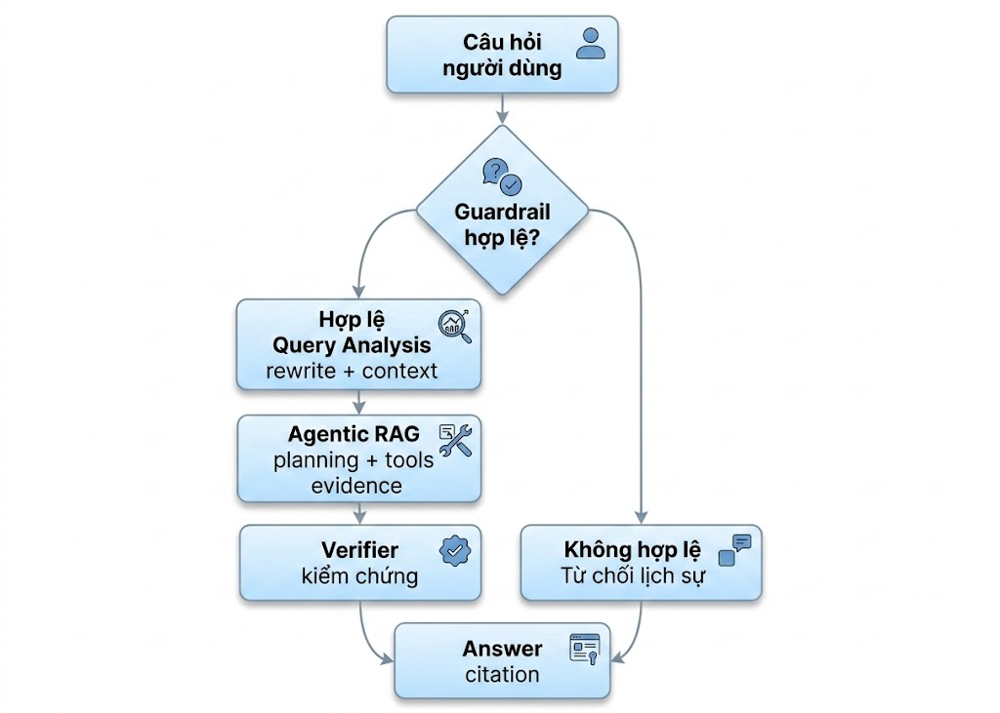 Câu hỏi
người dùng
Guardrail
hợp lệ?
Hợp lệ
Query Analysis
rewrite + context
Agentic RAG
planning + tools
evidence
Verifier
kiểm chứng
Không hợp lệ
Từ chối lịch sự
Answer
citation